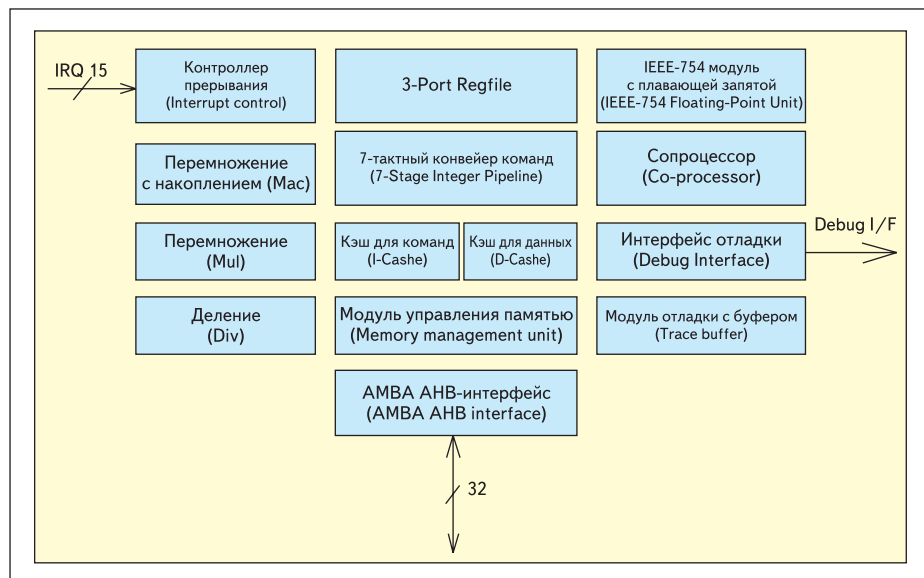 IRQ 15
Контроллер
прерывания
(Interrupt control)
3-Port Regfile
IEEE-754 модуль
с плавающей запятой
(IEEE-754 Floating-Point Unit)
Перемножение
с накоплением (Mac)
7-тактный конвейер команд
(7-Stage Integer Pipeline)
Сопроцессор
(Co-processor)
Перемножение
(Mul)
Кэш для команд
(I-Cashe)
Кэш для данных
(D-Cashe)
Интерфейс отладки
(Debug Interface)
Debug I/F
Деление
(Div)
Модуль управления памятью
(Memory management unit)
Модуль отладки с буфером
(Trace buffer)
AMBA AHB-интерфейс
(AMBA AHB interface)
32